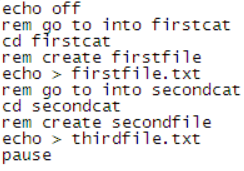 echo off
rem go to into firstcat
cd firstcat
rem create firstfile
echo > firstfile.txt
rem go to into secondcat
cd secondcat
rem create secondfile
echo > thirdfile.txt
pause